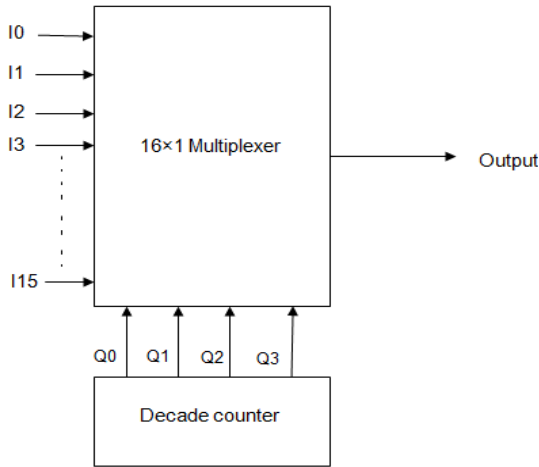 I0
I1
I2
I3
16×1 Multiplexer
Output
I15
Q0 Q1 Q2 Q3
Decade counter